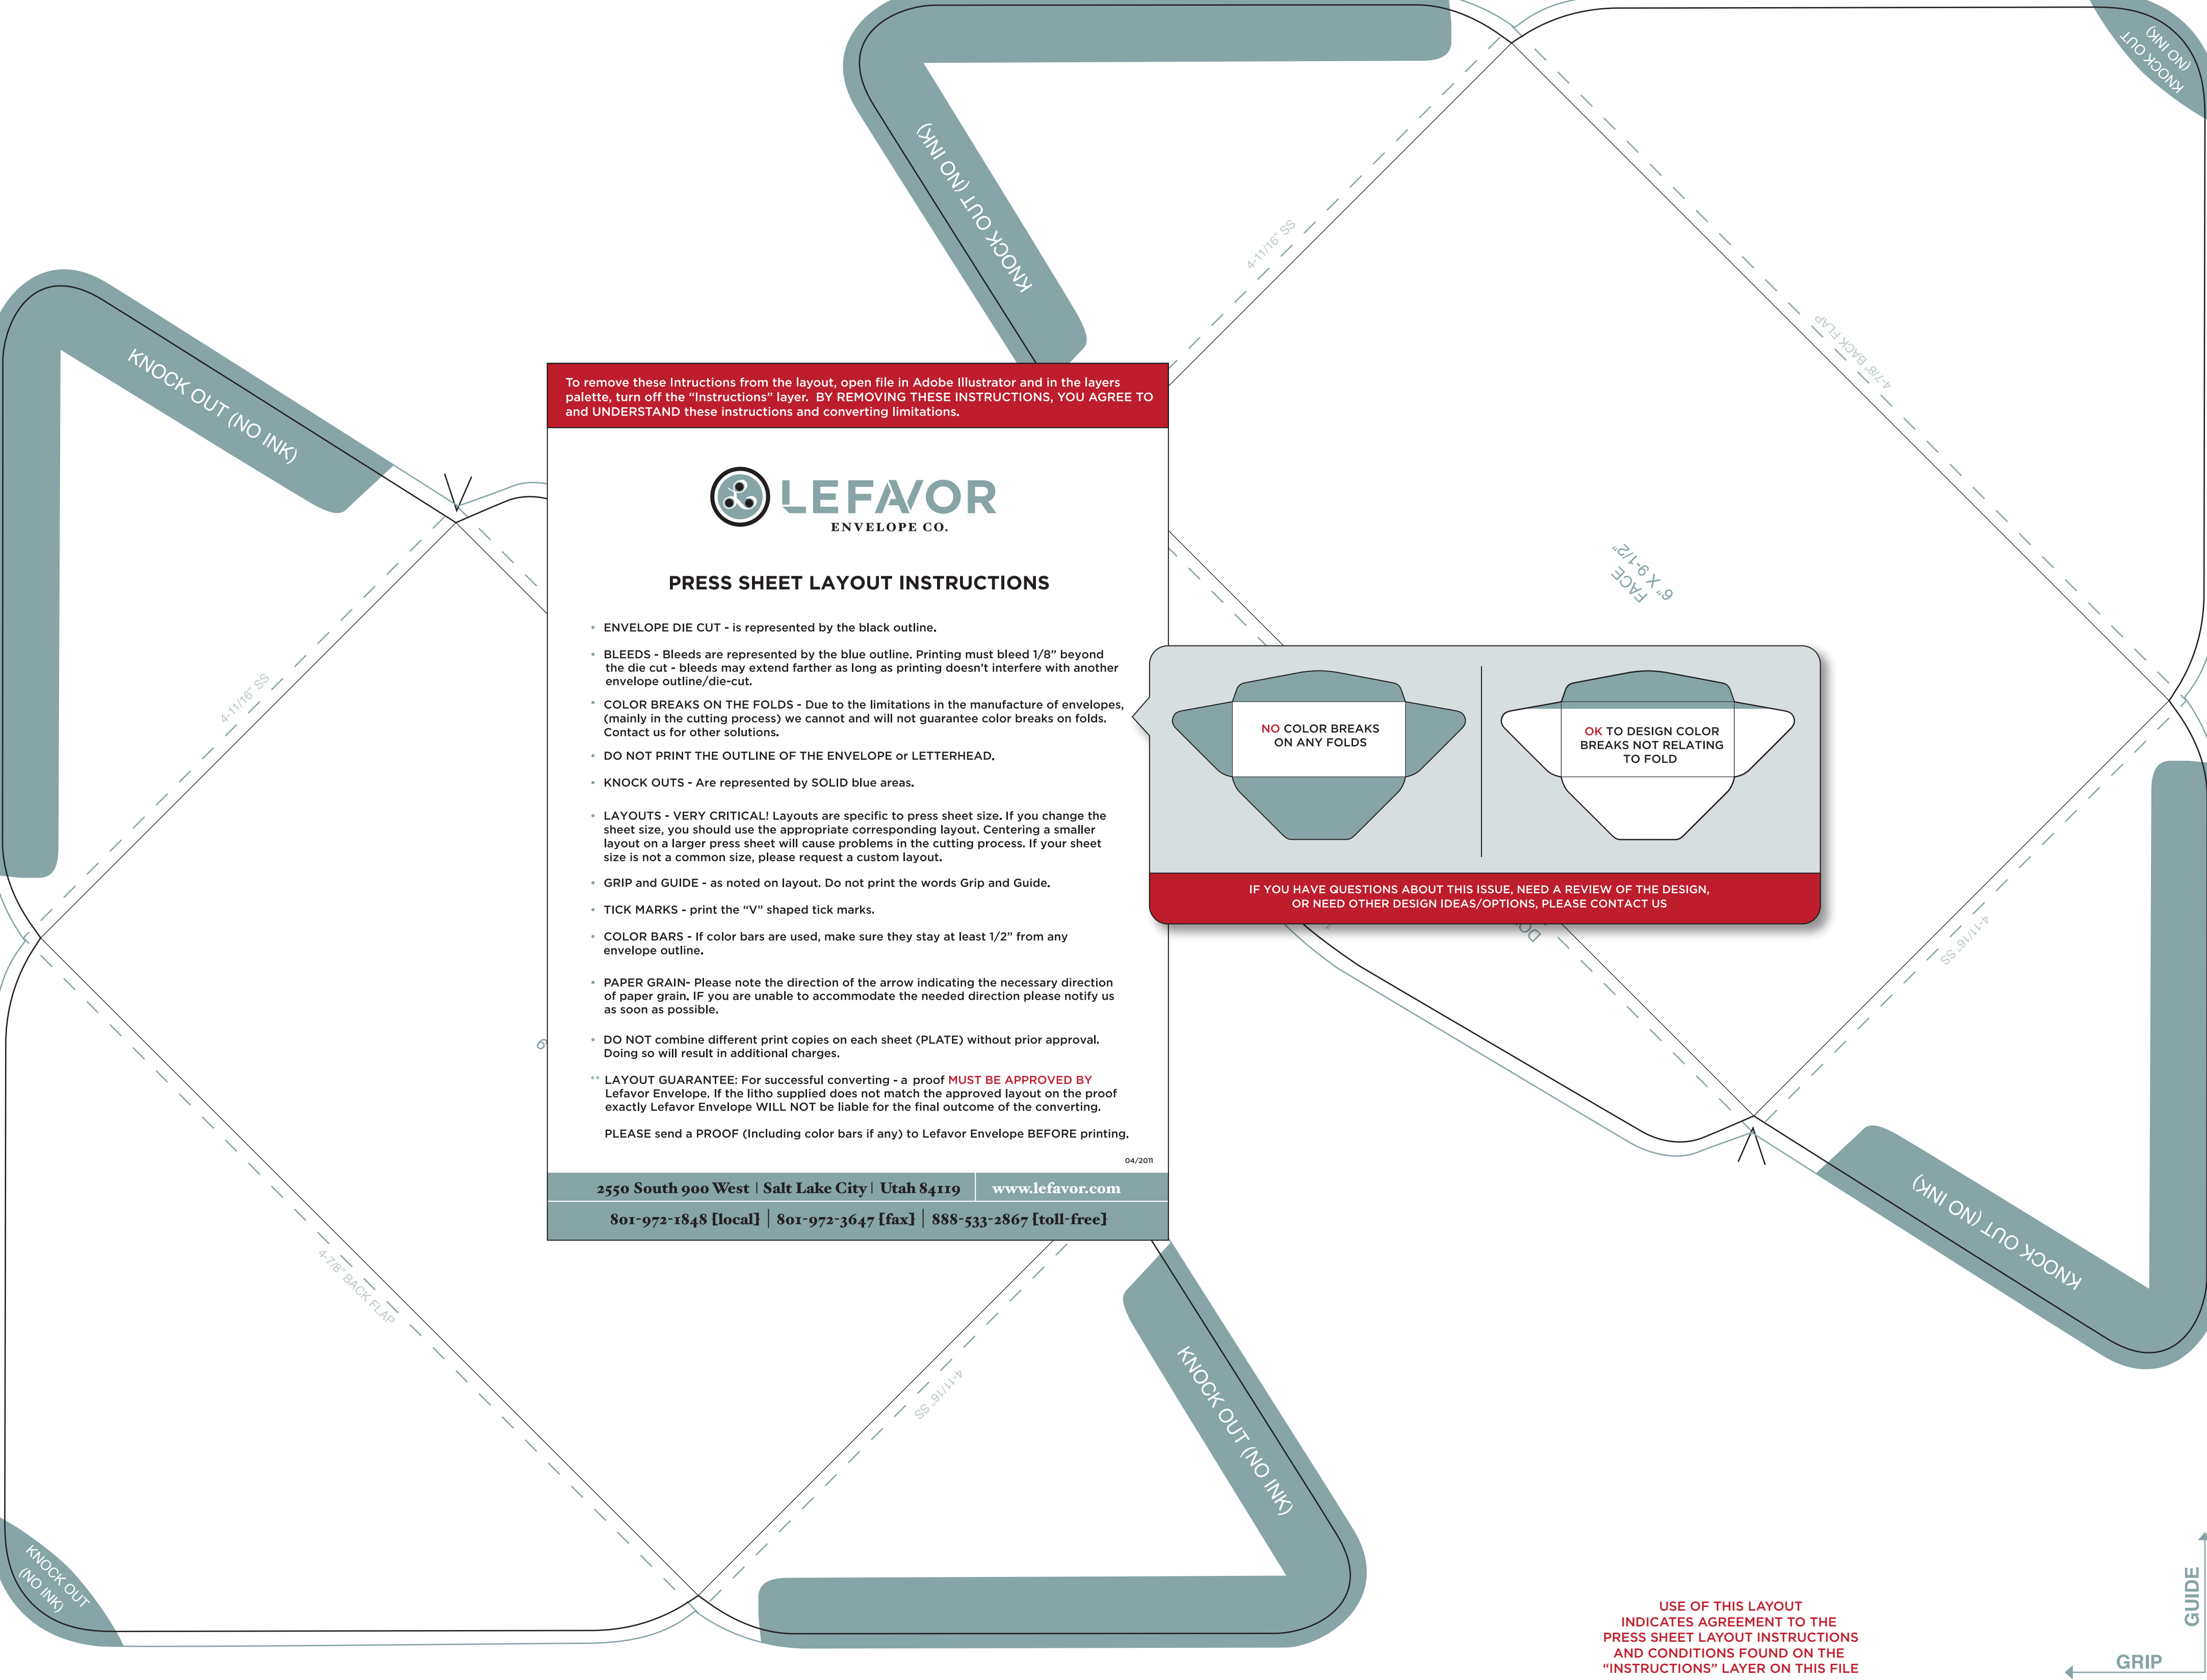 KNOCK OUT
(NO INK)
KNOCK OUT (NO INK)
4-11/16" SS
4-7/8" BACK FLAP
FACE
6" X 9-1/2"
KNOCK OUT (NO INK)
4-11/16" SS
To remove these Intructions from the layout, open file in Adobe Illustrator and in the layers
palette, turn off the “Instructions” layer. BY REMOVING THESE INSTRUCTIONS, YOU AGREE TO
and UNDERSTAND these instructions and converting limitations.
LEFAVOR
ENVELOPE CO.
PRESS SHEET LAYOUT INSTRUCTIONS
• ENVELOPE DIE CUT - is represented by the black outline.
• BLEEDS - Bleeds are represented by the blue outline. Printing must bleed 1/8” beyond
the die cut - bleeds may extend farther as long as printing doesn’t interfere with another
envelope outline/die-cut.
• COLOR BREAKS ON THE FOLDS - Due to the limitations in the manufacture of envelopes,
(mainly in the cutting process) we cannot and will not guarantee color breaks on folds.
Contact us for other solutions.
• DO NOT PRINT THE OUTLINE OF THE ENVELOPE or LETTERHEAD.
• KNOCK OUTS - Are represented by SOLID blue areas.
• LAYOUTS - VERY CRITICAL! Layouts are specific to press sheet size. If you change the
sheet size, you should use the appropriate corresponding layout. Centering a smaller
layout on a larger press sheet will cause problems in the cutting process. If your sheet
size is not a common size, please request a custom layout.
• GRIP and GUIDE - as noted on layout. Do not print the words Grip and Guide.
• TICK MARKS - print the “V” shaped tick marks.
• COLOR BARS - If color bars are used, make sure they stay at least 1/2” from any
envelope outline.
• PAPER GRAIN- Please note the direction of the arrow indicating the necessary direction
of paper grain. IF you are unable to accommodate the needed direction please notify us
as soon as possible.
• DO NOT combine different print copies on each sheet (PLATE) without prior approval.
Doing so will result in additional charges.
** LAYOUT GUARANTEE: For successful converting - a proof MUST BE APPROVED BY
Lefavor Envelope. If the litho supplied does not match the approved layout on the proof
exactly Lefavor Envelope WILL NOT be liable for the final outcome of the converting.
PLEASE send a PROOF (Including color bars if any) to Lefavor Envelope BEFORE printing.
04/2011
2550 South 900 West | Salt Lake City | Utah 84119 | www.lefavor.com
801-972-1848 [local] | 801-972-3647 [fax] | 888-533-2867 [toll-free]
NO COLOR BREAKS
ON ANY FOLDS
OK TO DESIGN COLOR
BREAKS NOT RELATING
TO FOLD
IF YOU HAVE QUESTIONS ABOUT THIS ISSUE, NEED A REVIEW OF THE DESIGN,
OR NEED OTHER DESIGN IDEAS/OPTIONS, PLEASE CONTACT US
4-11/16" SS
KNOCK OUT (NO INK)
4-7/8" BACK FLAP
4-11/16" SS
KNOCK OUT (NO INK)
KNOCK OUT
(NO INK)
USE OF THIS LAYOUT
INDICATES AGREEMENT TO THE
PRESS SHEET LAYOUT INSTRUCTIONS
AND CONDITIONS FOUND ON THE
“INSTRUCTIONS” LAYER ON THIS FILE
GUIDE
GRIP